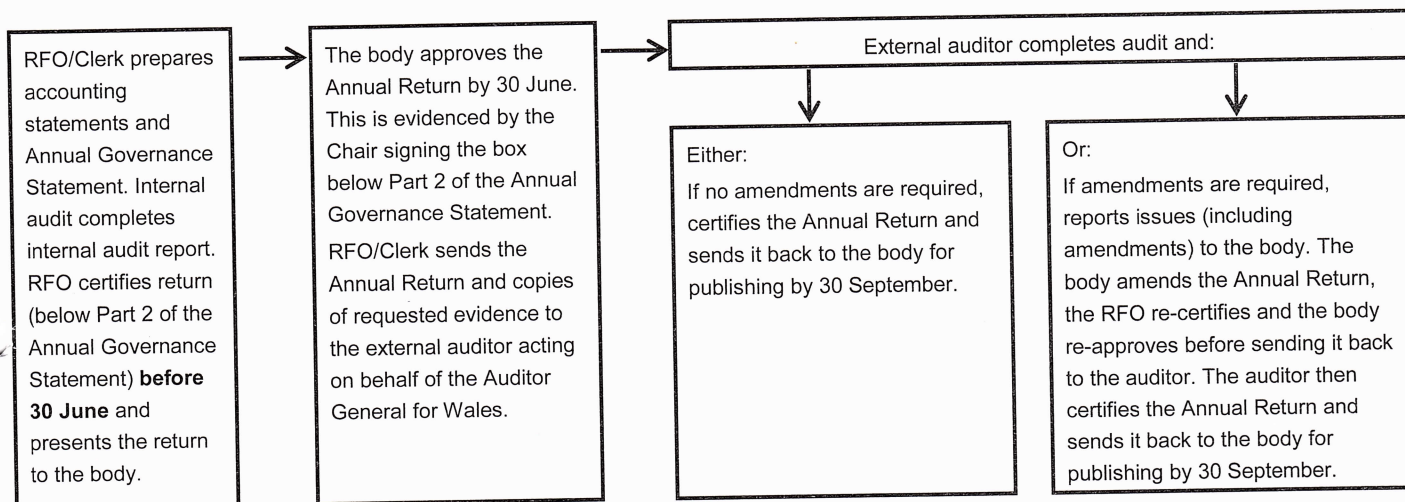 RFO/Clerk prepares
accounting
statements and
Annual Governance
Statement. Internal
audit completes
internal audit report.
RFO certifies return
(below Part 2 of the
Annual Governance
Statement) before
30 June and
presents the return
to the body.
The body approves the
Annual Return by 30 June.
This is evidenced by the
Chair signing the box
below Part 2 of the Annual
Governance Statement.
RFO/Clerk sends the
Annual Return and copies
of requested evidence to
the external auditor acting
on behalf of the Auditor
General for Wales.
External auditor completes audit and:
Either:
If no amendments are required,
certifies the Annual Return and
sends it back to the body for
publishing by 30 September.
Or:
If amendments are required,
reports issues (including
amendments) to the body. The
body amends the Annual Return,
the RFO re-certifies and the body
re-approves before sending it back
to the auditor. The auditor then
certifies the Annual Return and
sends it back to the body for
publishing by 30 September.